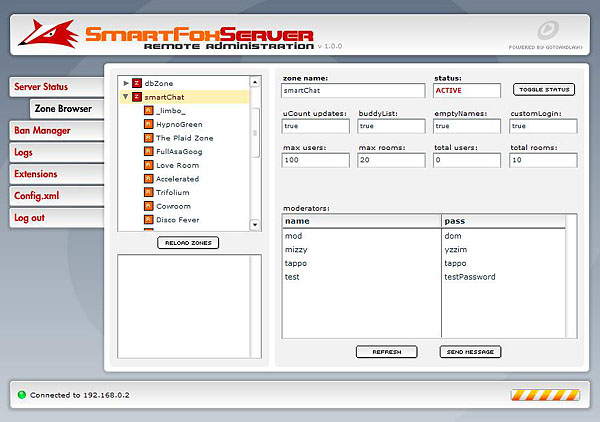 SMARTFOXSERVER
REMOTE ADMINISTRATION v 1.0.0
POWERED BY GOTOANDPLAY()
Server Status
Zone Browser
Ban Manager
Logs
Extensions
Config.xml
Log out
Z dbZone
Z smartChat
R _limbo_
R HypnoGreen
R The Plaid Zone
R FullAsaGoog
R Love Room
R Accelerated
R Trifolium
R Cowroom
R Disco Fever
RELOAD ZONES
zone name: status:
smartChat ACTIVE TOGGLE STATUS
uCount updates: buddyList: emptyNames: customLogin:
true true true true
max users: max rooms: total users: total rooms:
100 20 0 10
moderators:
name pass
mod dom
mizzy yzzim
tappo tappo
test testPassword
REFRESH SEND MESSAGE
Connected to 192.168.0.2